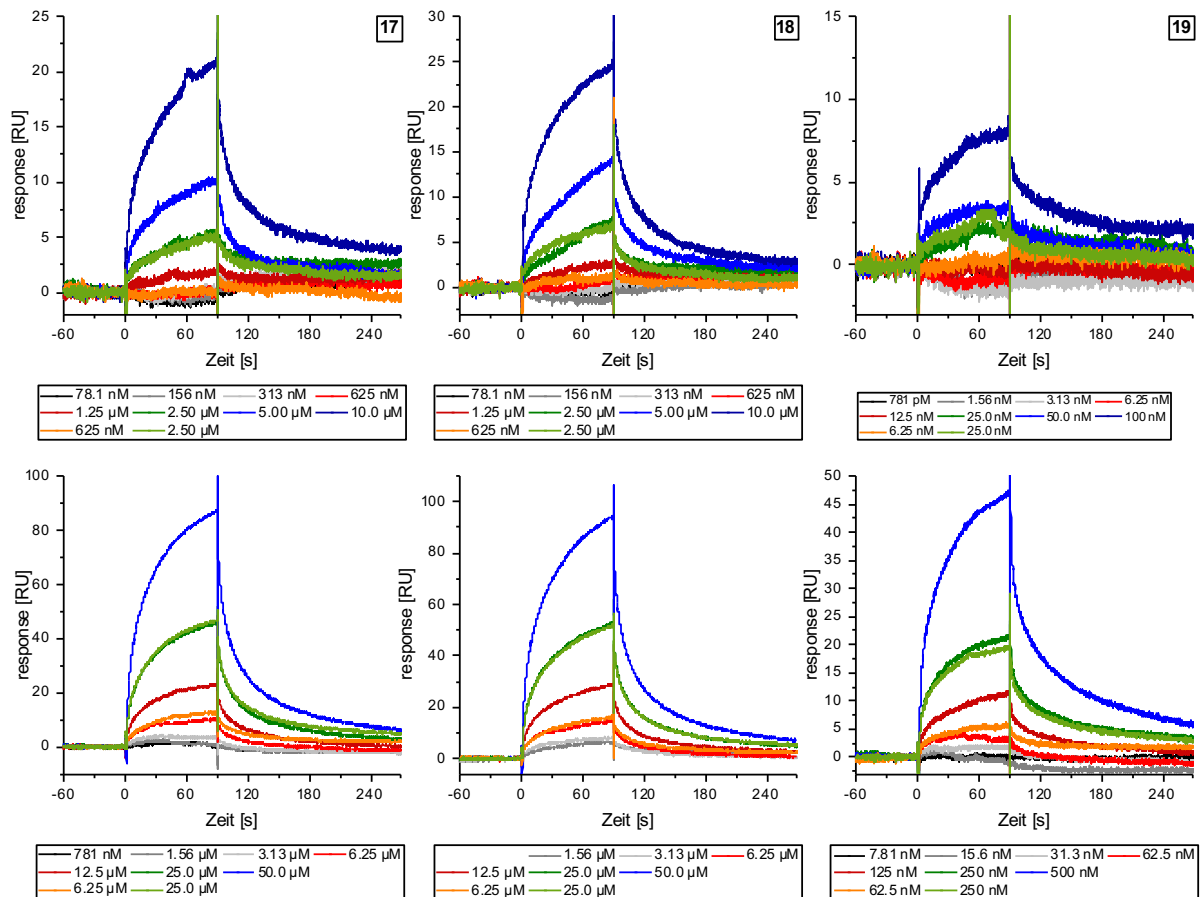 17
response [RU]
25
20
15
10
5
0
-60 0 60 120 180 240
Zeit [s]
78.1 nM 156 nM 313 nM 625 nM
1.25 µM 2.50 µM 5.00 µM 10.0 µM
625 nM 2.50 µM
18
response [RU]
30
25
20
15
10
5
0
-60 0 60 120 180 240
Zeit [s]
78.1 nM 156 nM 313 nM 625 nM
1.25 µM 2.50 µM 5.00 µM 10.0 µM
625 nM 2.50 µM
19
response [RU]
15
10
5
0
-60 0 60 120 180 240
Zeit [s]
781 pM 1.56 nM 3.13 nM 6.25 nM
12.5 nM 25.0 nM 50.0 nM 100 nM
6.25 nM 25.0 nM
response [RU]
100
80
60
40
20
0
-60 0 60 120 180 240
Zeit [s]
781 nM 1.56 µM 3.13 µM 6.25 µM
12.5 µM 25.0 µM 50.0 µM
6.25 µM 25.0 µM
response [RU]
100
80
60
40
20
0
-60 0 60 120 180 240
Zeit [s]
1.56 µM 3.13 µM 6.25 µM
12.5 µM 25.0 µM 50.0 µM
6.25 µM 25.0 µM
response [RU]
50
45
40
35
30
25
20
15
10
5
0
-60 0 60 120 180 240
Zeit [s]
7.81 nM 15.6 nM 31.3 nM 62.5 nM
125 nM 250 nM 500 nM
62.5 nM 250 nM